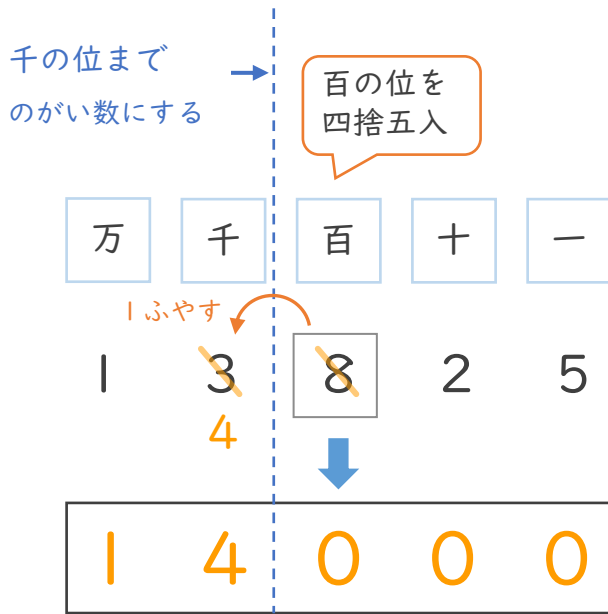 千の位まで
のがい数にする
百の位を
四捨五入
万 千 百 十 一
1ふやす
1 3 8 2 5
4
1 4 0 0 0